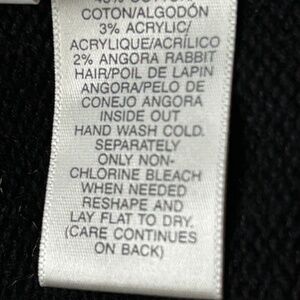 COTON/ALGODÓN
3% ACRYLIC/
ACRYLIQUE/ACRÍLICO
2% ANGORA RABBIT
HAIR/POIL DE LAPIN
ANGORA/PELO DE
CONEJO ANGORA
INSIDE OUT
HAND WASH COLD.
SEPARATELY
ONLY NON-
CHLORINE BLEACH
WHEN NEEDED
RESHAPE AND
LAY FLAT TO DRY.
(CARE CONTINUES
ON BACK)